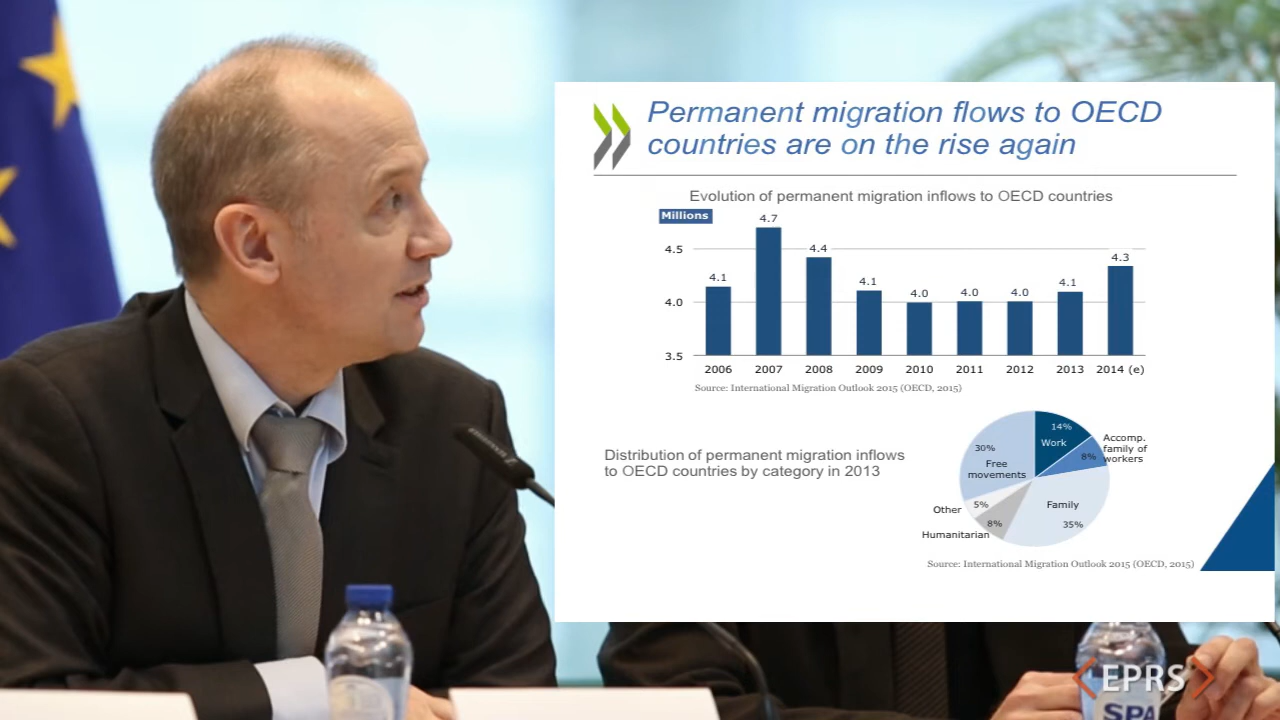 Permanent migration flows to OECD
countries are on the rise again
Evolution of permanent migration inflows to OECD countries
Millions
4.7
4.5
4.4
4.3
4.1
4.1
4.0
4.0
4.0
4.1
4.0
3.5
2006 2007 2008 2009 2010 2011 2012 2013 2014 (e)
Source: International Migration Outlook 2015 (OECD, 2015)
Distribution of permanent migration inflows
to OECD countries by category in 2013
14%
Work
Accomp.
family of
workers
8%
30%
Free
movements
Family
35%
5%
Other
8%
Humanitarian
Source: International Migration Outlook 2015 (OECD, 2015)
EPRS
SPA